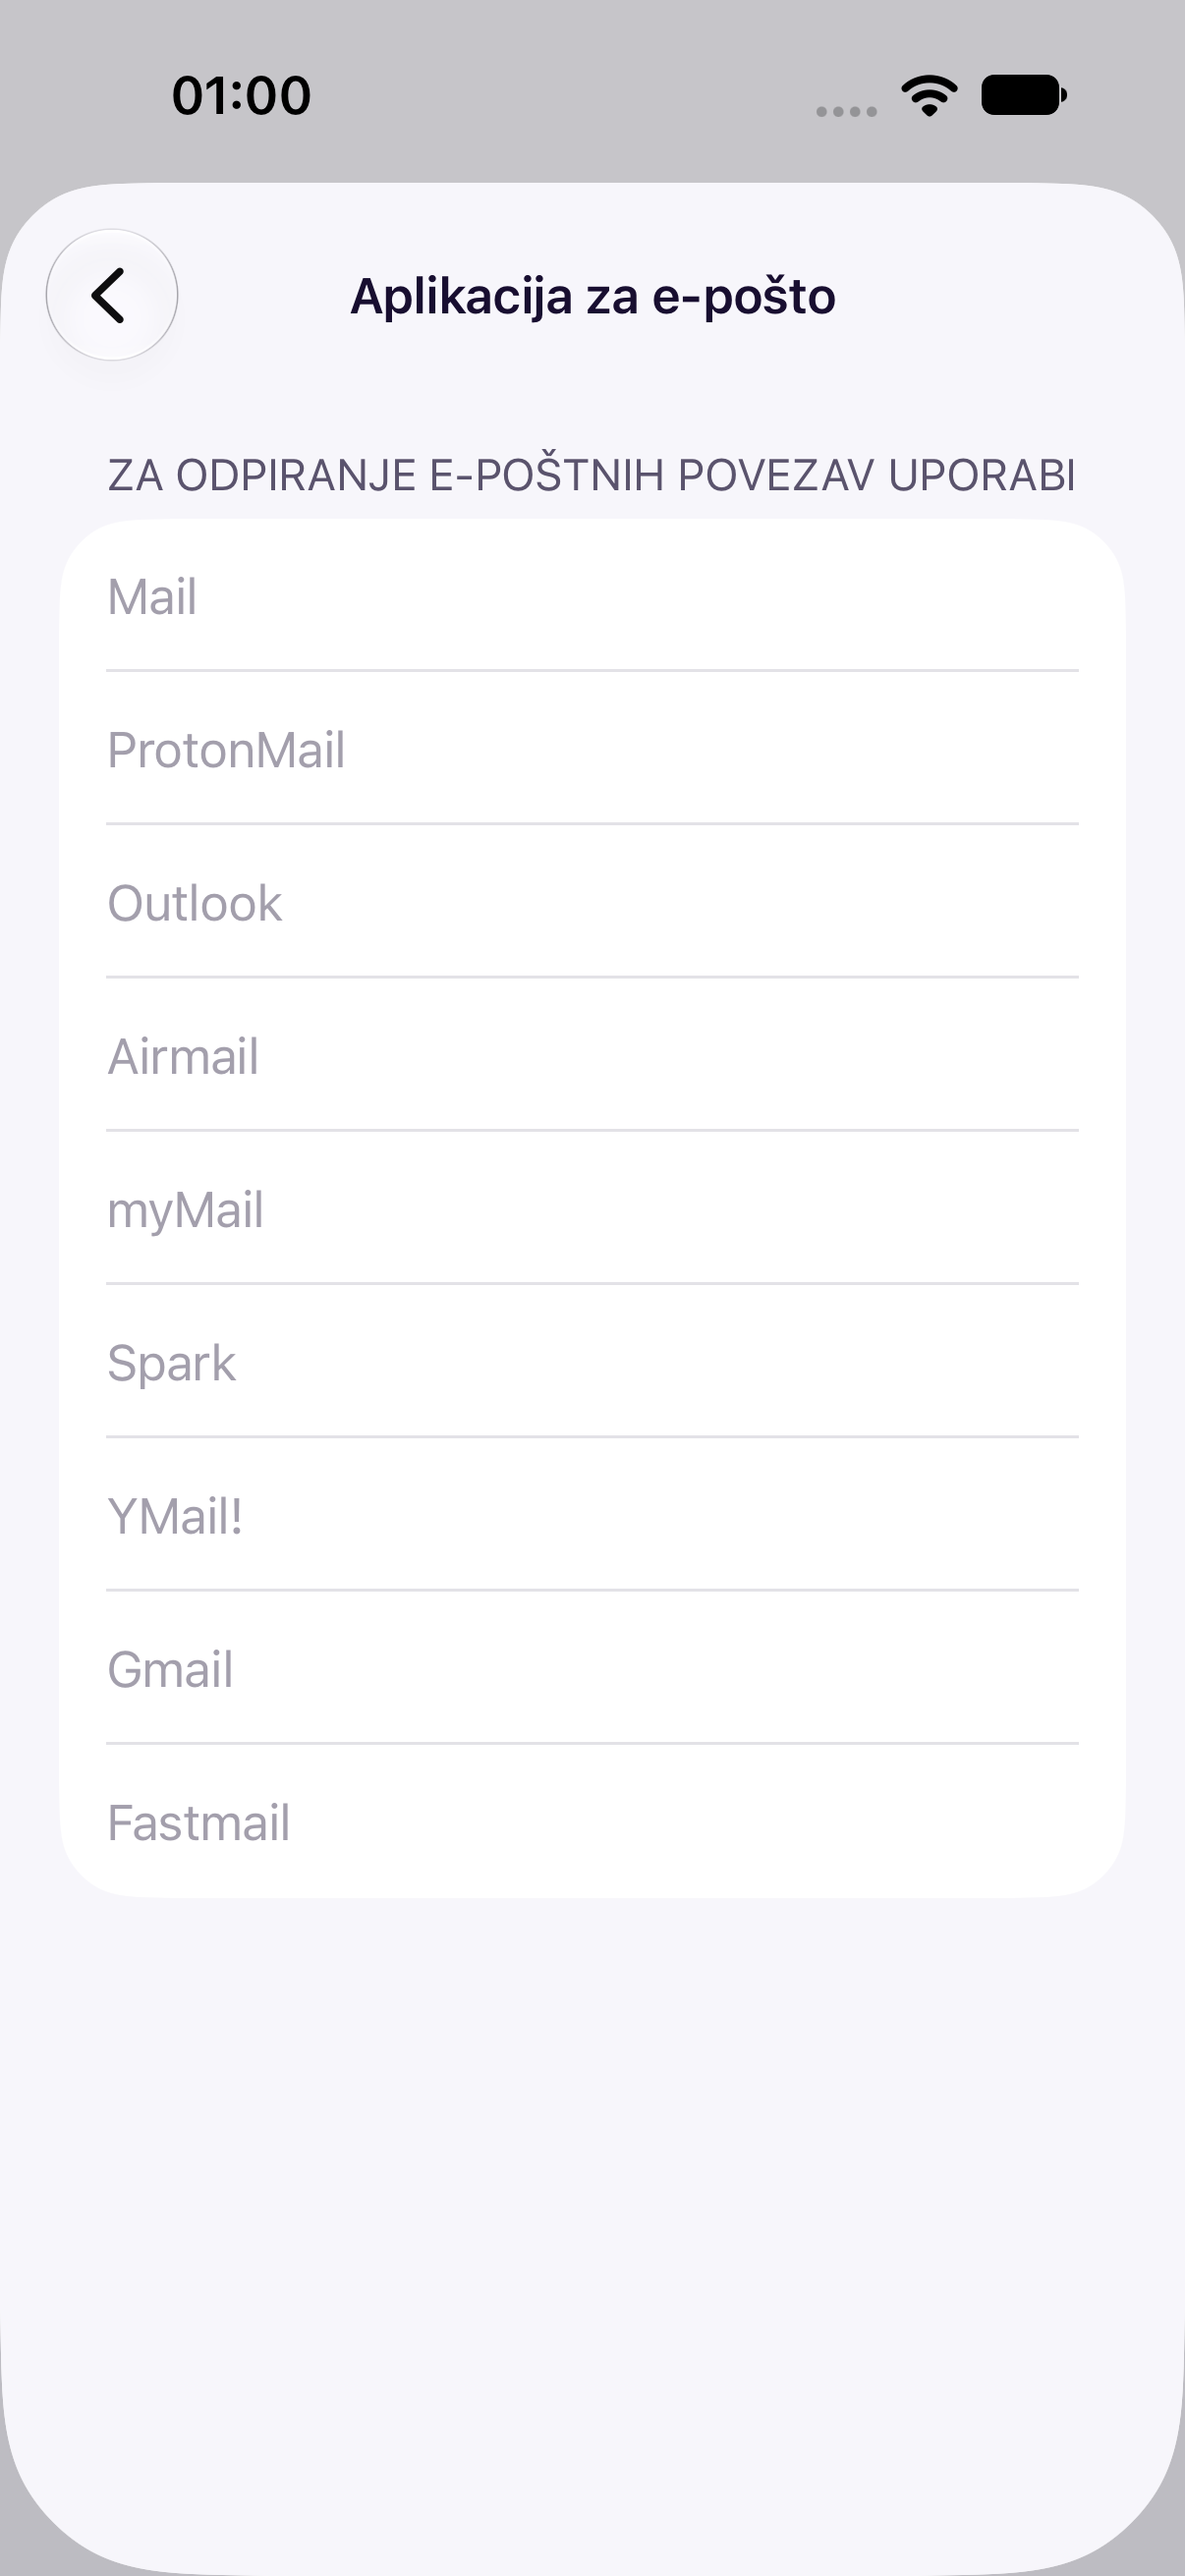 01:00
Aplikacija za e-pošto
ZA ODPIRANJE E-POŠTNIH POVEZAV UPORABI
Mail
ProtonMail
Outlook
Airmail
myMail
Spark
YMail!
Gmail
Fastmail